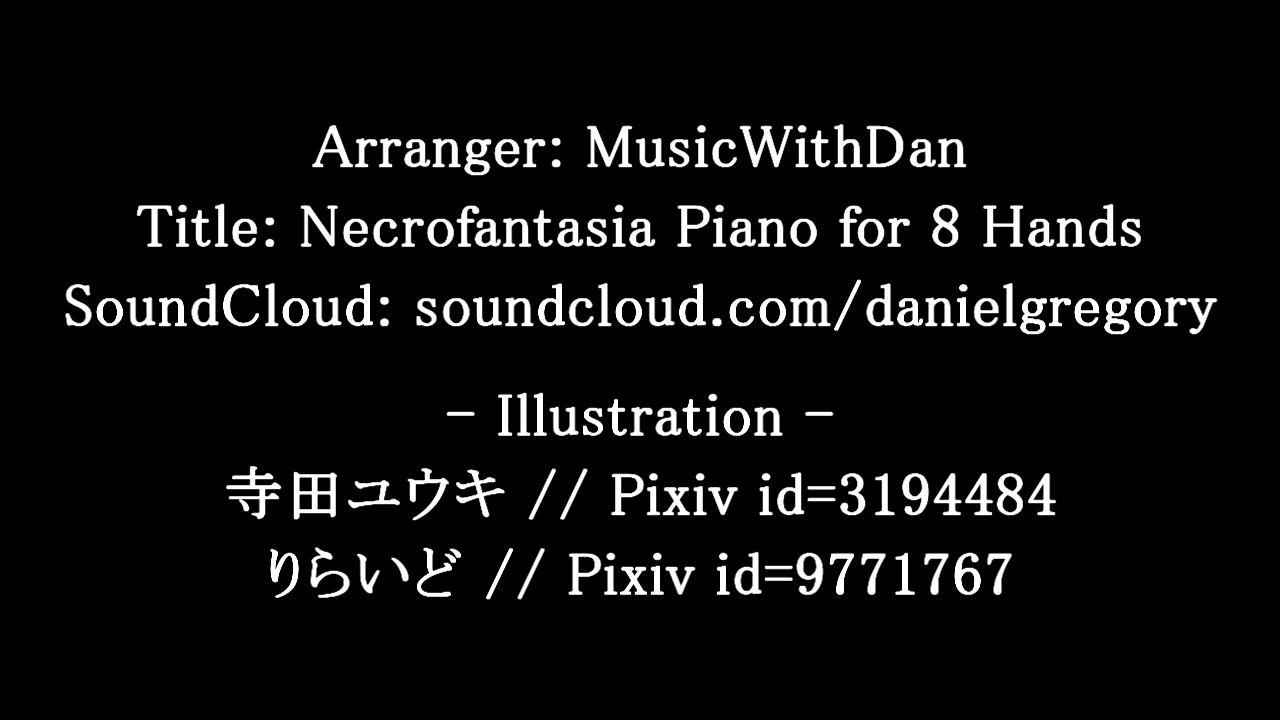 Arranger: MusicWithDan
Title: Necrofantasia Piano for 8 Hands
SoundCloud: soundcloud.com/danielgregory
- Illustration -
寺田ユウキ // Pixiv id=3194484
りらいど // Pixiv id=9771767